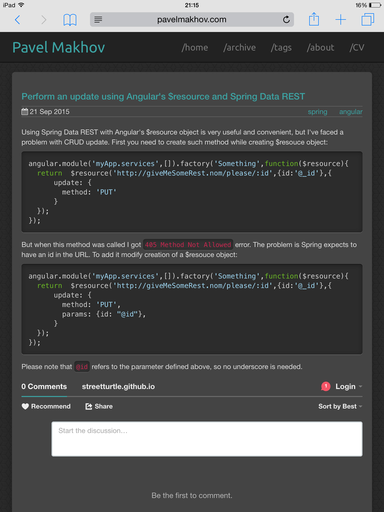 iPad 21:15 16%
pavelmakhov.com
Pavel Makhov /home /archive /tags /about /CV
Perform an update using Angular's $resource and Spring Data REST
21 Sep 2015 spring angular
Using Spring Data REST with Angular's $resource object is very useful and convenient, but I've faced a
problem with CRUD update. First you need to create such method while creating $resouce object:
angular.module('myApp.services',[]).factory('Something',function($resource){
return $resource('http://giveMeSomeRest.nom/please/:id',{id:'@_id'},{
update: {
method: 'PUT'
}
});
});
But when this method was called I got 405 Method Not Allowed error. The problem is Spring expects to
have an id in the URL. To add it modify creation of a $resouce object:
angular.module('myApp.services',[]).factory('Something',function($resource){
return $resource('http://giveMeSomeRest.nom/please/:id',{id:'@_id'},{
update: {
method: 'PUT',
params: {id: "@id"},
}
});
});
Please note that @id refers to the parameter defined above, so no underscore is needed.
0 Comments streetturtle.github.io 1 Login
Recommend Share Sort by Best
Start the discussion…
Be the first to comment.